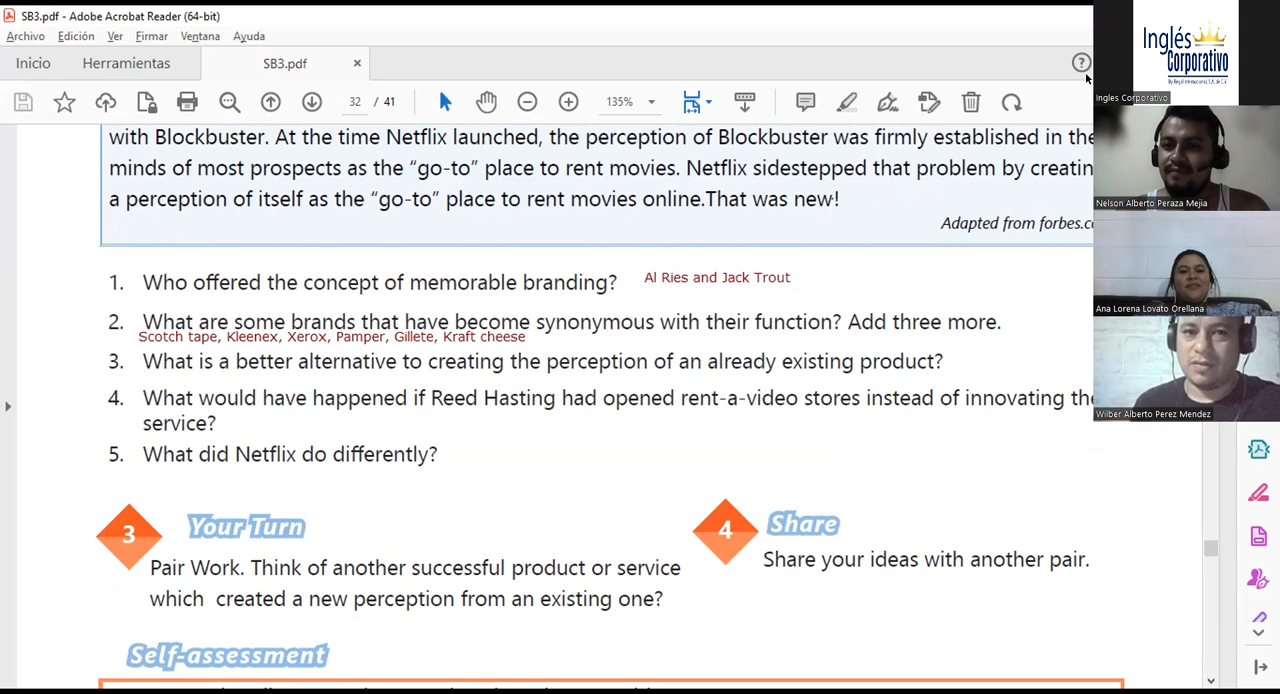 SB3.pdf - Adobe Acrobat Reader (64-bit)
Archivo Edición Ver Firmar Ventana Ayuda
Inicio Herramientas SB3.pdf
32 / 41 135%
with Blockbuster. At the time Netflix launched, the perception of Blockbuster was firmly established in the
minds of most prospects as the “go-to” place to rent movies. Netflix sidestepped that problem by creatin
a perception of itself as the “go-to” place to rent movies online.That was new!
Adapted from forbes.c
1. Who offered the concept of memorable branding? Al Ries and Jack Trout
2. What are some brands that have become synonymous with their function? Add three more.
Scotch tape, Kleenex, Xerox, Pamper, Gillete, Kraft cheese
3. What is a better alternative to creating the perception of an already existing product?
4. What would have happened if Reed Hasting had opened rent-a-video stores instead of innovating th
service?
5. What did Netflix do differently?
3 Your Turn
Pair Work. Think of another successful product or service
which created a new perception from an existing one?
4 Share
Share your ideas with another pair.
Self-assessment
Inglés
Corporativo
By Regal International, S.A. de C.V
Ingles Corporativo
Nelson Alberto Peraza Mejia
Ana Lorena Lovato Orellana
Wilber Alberto Perez Mendez